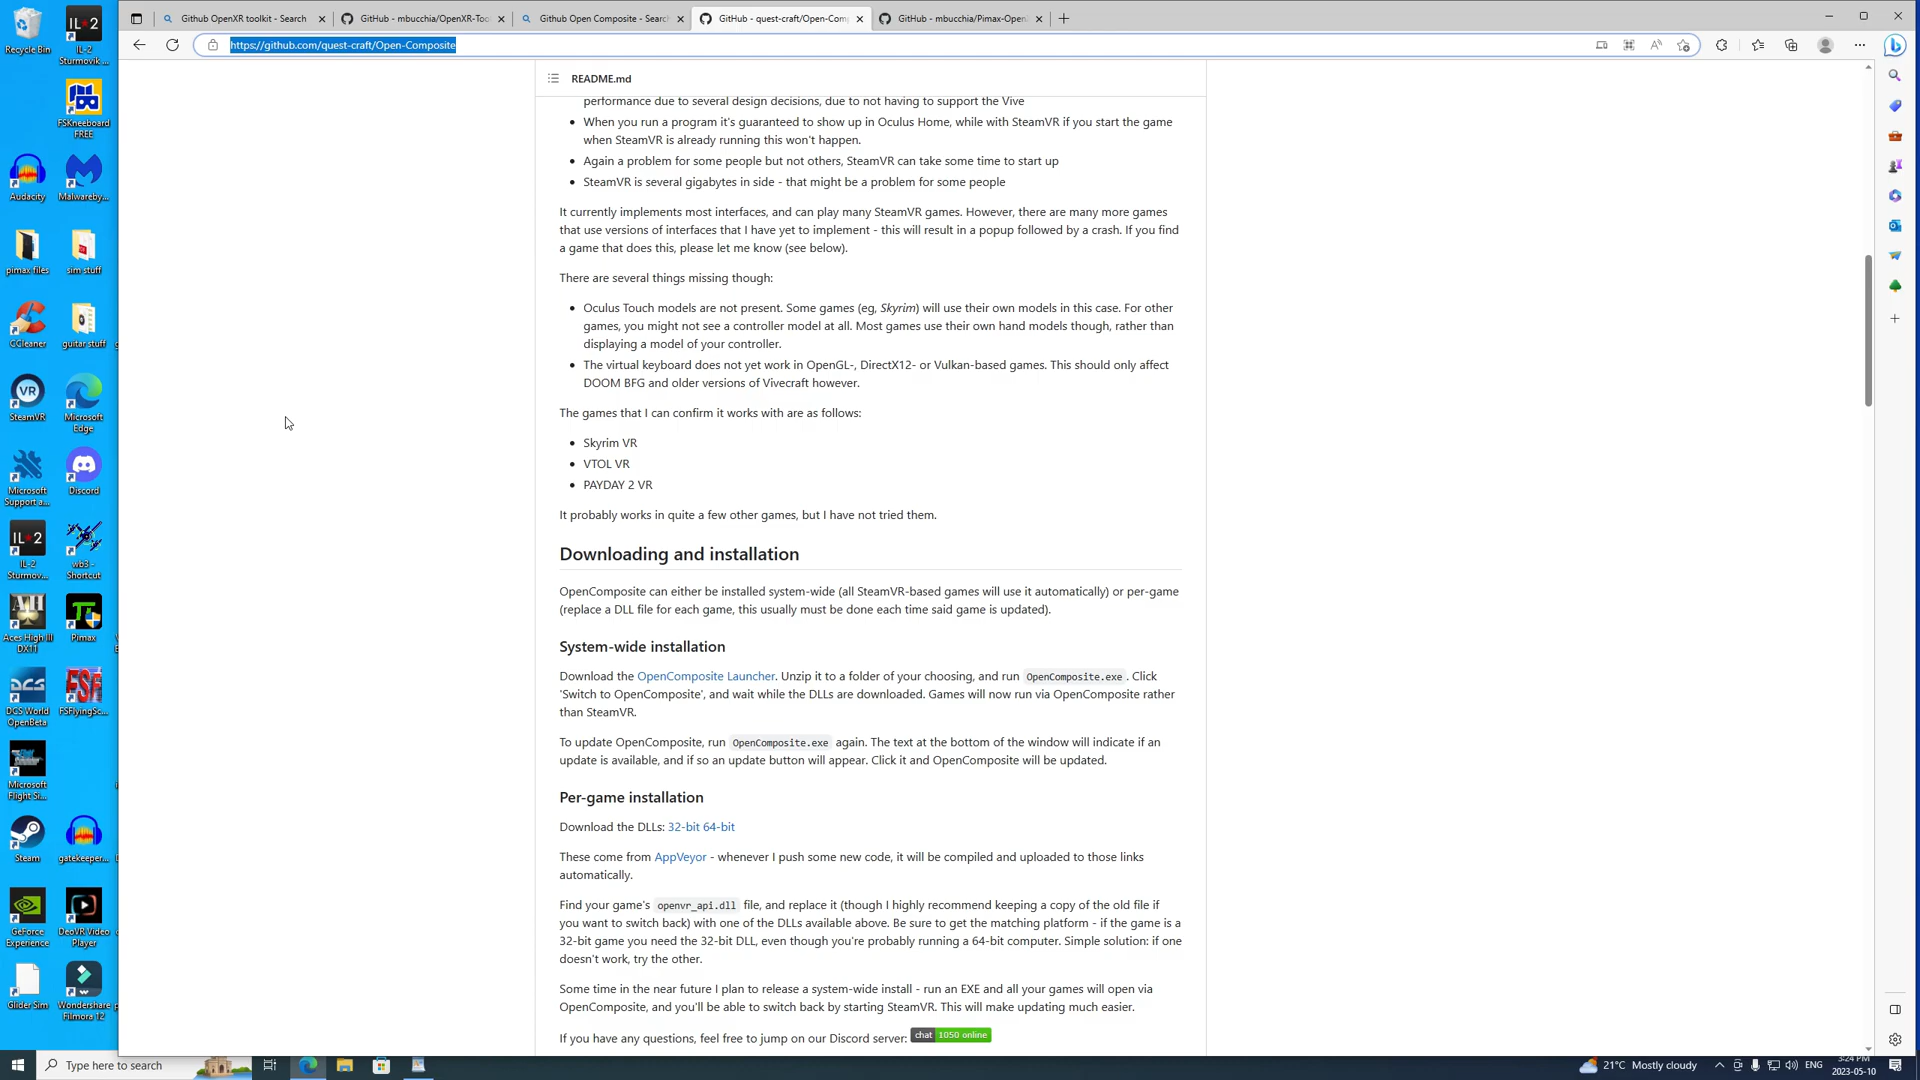 Github OpenXR toolkit - Search
GitHub - mbucchia/OpenXR-Too
Github Open Composite - Searc
GitHub - quest-craft/Open-Comp
GitHub - mbucchia/Pimax-Open
https://github.com/quest-craft/Open-Composite
README.md
performance due to several design decisions, due to not having to support the Vive
• When you run a program it's guaranteed to show up in Oculus Home, while with SteamVR if you start the game
when SteamVR is already running this won't happen.
• Again a problem for some people but not others, SteamVR can take some time to start up
• SteamVR is several gigabytes in side - that might be a problem for some people
It currently implements most interfaces, and can play many SteamVR games. However, there are many more games
that use versions of interfaces that I have yet to implement - this will result in a popup followed by a crash. If you find
a game that does this, please let me know (see below).
There are several things missing though:
• Oculus Touch models are not present. Some games (eg, Skyrim) will use their own models in this case. For other
games, you might not see a controller model at all. Most games use their own hand models though, rather than
displaying a model of your controller.
• The virtual keyboard does not yet work in OpenGL-, DirectX12- or Vulkan-based games. This should only affect
DOOM BFG and older versions of Vivecraft however.
The games that I can confirm it works with are as follows:
• Skyrim VR
• VTOL VR
• PAYDAY 2 VR
It probably works in quite a few other games, but I have not tried them.
Downloading and installation
OpenComposite can either be installed system-wide (all SteamVR-based games will use it automatically) or per-game
(replace a DLL file for each game, this usually must be done each time said game is updated).
System-wide installation
Download the OpenComposite Launcher. Unzip it to a folder of your choosing, and run OpenComposite.exe. Click
'Switch to OpenComposite', and wait while the DLLs are downloaded. Games will now run via OpenComposite rather
than SteamVR.
To update OpenComposite, run OpenComposite.exe again. The text at the bottom of the window will indicate if an
update is available, and if so an update button will appear. Click it and OpenComposite will be updated.
Per-game installation
Download the DLLs: 32-bit 64-bit
These come from AppVeyor - whenever I push some new code, it will be compiled and uploaded to those links
automatically.
Find your game's openvr_api.dll file, and replace it (though I highly recommend keeping a copy of the old file if
you want to switch back) with one of the DLLs available above. Be sure to get the matching platform - if the game is a
32-bit game you need the 32-bit DLL, even though you're probably running a 64-bit computer. Simple solution: if one
doesn't work, try the other.
Some time in the near future I plan to release a system-wide install - run an EXE and all your games will open via
OpenComposite, and you'll be able to switch back by starting SteamVR. This will make updating much easier.
If you have any questions, feel free to jump on our Discord server: chat 1050 online
Recycle Bin
IL-2
Sturmovik ...
FSKneeboard
FREE
Audacity
Malwareby...
pimax files
sim stuff
CCleaner
guitar stuff
SteamVR
Microsoft
Edge
Microsoft
Support a...
Discord
IL-2
Sturmov...
wb3 -
Shortcut
Aces High III
DX11
Pimax
DCS World
OpenBeta
FSFlyingSc...
Microsoft
Flight Si...
Steam
gatekeeper...
GeForce
Experience
DeoVR Video
Player
Glider Sim
Wondershare
Filmora 12
Type here to search
21°C Mostly cloudy
ENG
3:24 PM
2023-05-10